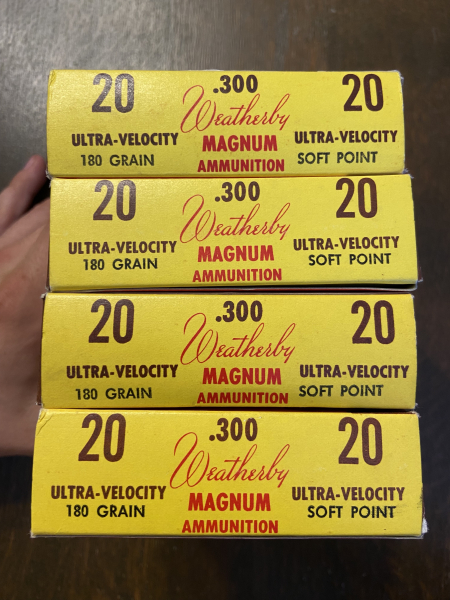 20 .300 20
Weatherby
ULTRA-VELOCITY MAGNUM ULTRA-VELOCITY
180 GRAIN AMMUNITION SOFT POINT
20 .300 20
Weatherby
ULTRA-VELOCITY MAGNUM ULTRA-VELOCITY
180 GRAIN AMMUNITION SOFT POINT
20 .300 20
Weatherby
ULTRA-VELOCITY MAGNUM ULTRA-VELOCITY
180 GRAIN AMMUNITION SOFT POINT
20 .300 20
Weatherby
ULTRA-VELOCITY MAGNUM ULTRA-VELOCITY
180 GRAIN AMMUNITION SOFT POINT